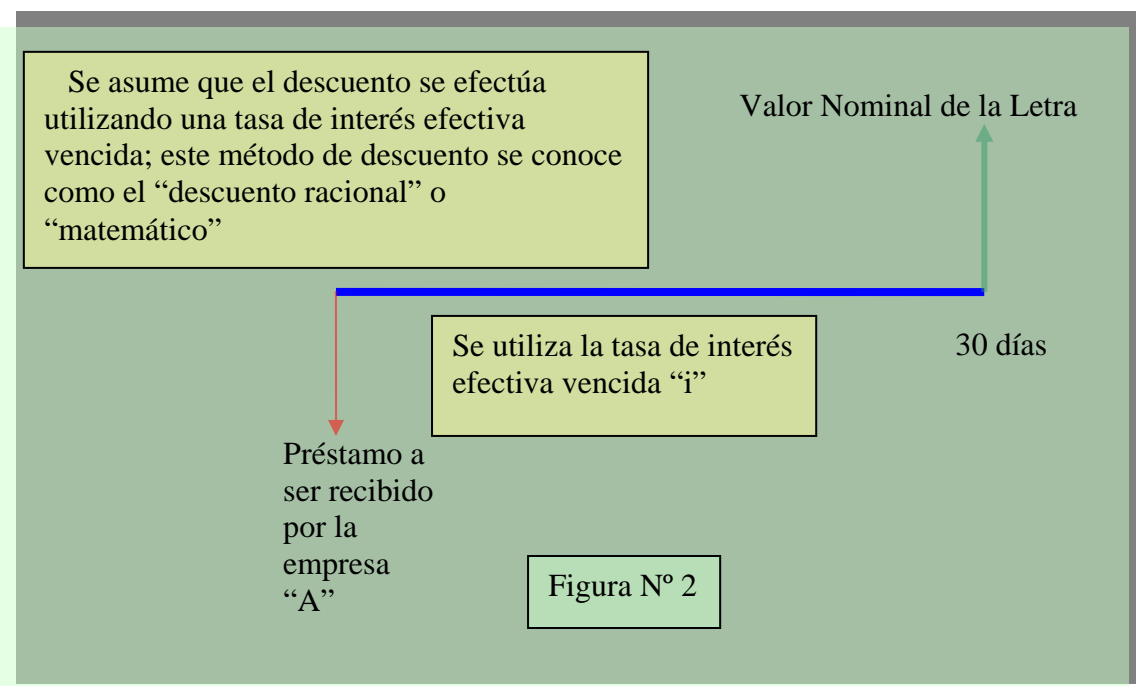 Se asume que el descuento se efectúa
utilizando una tasa de interés efectiva
vencida; este método de descuento se conoce
como el “descuento racional” o
“matemático”
Valor Nominal de la Letra
Se utiliza la tasa de interés
efectiva vencida “i”
30 días
Préstamo a
ser recibido
por la
empresa
“A”
Figura Nº 2